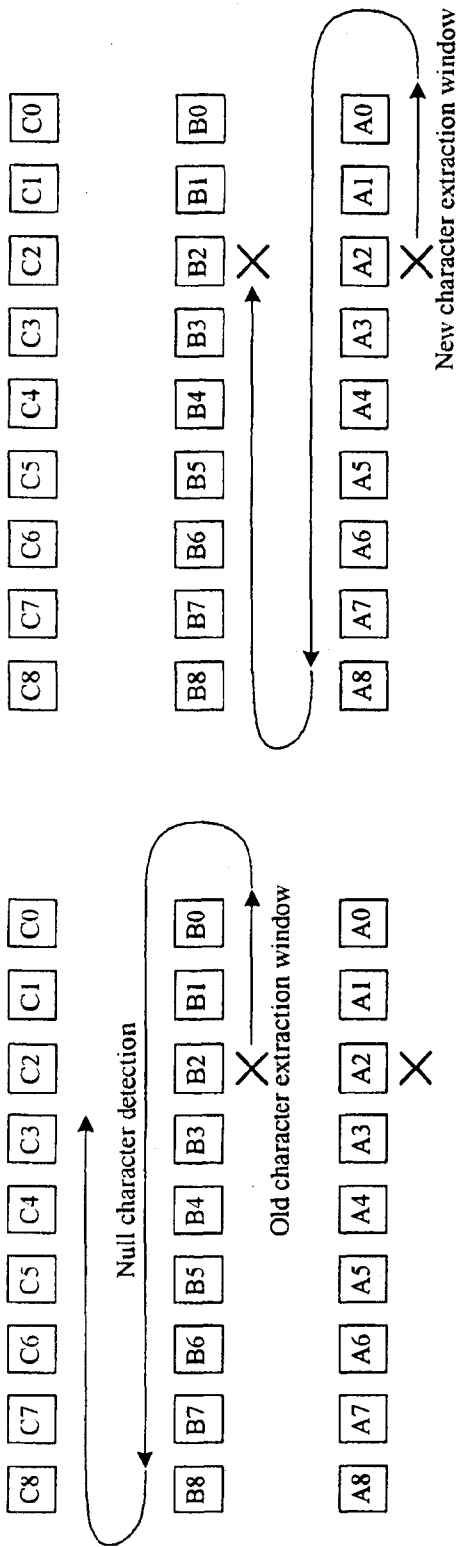 C8 C7 C6 C5 C4 C3 C2 C1 C0
Null character detection
B8 B7 B6 B5 B4 B3 B2 B1 B0
Old character extraction window
A8 A7 A6 A5 A4 A3 A2 A1 A0
C8 C7 C6 C5 C4 C3 C2 C1 C0
B8 B7 B6 B5 B4 B3 B2 B1 B0
A8 A7 A6 A5 A4 A3 A2 A1 A0
New character extraction window